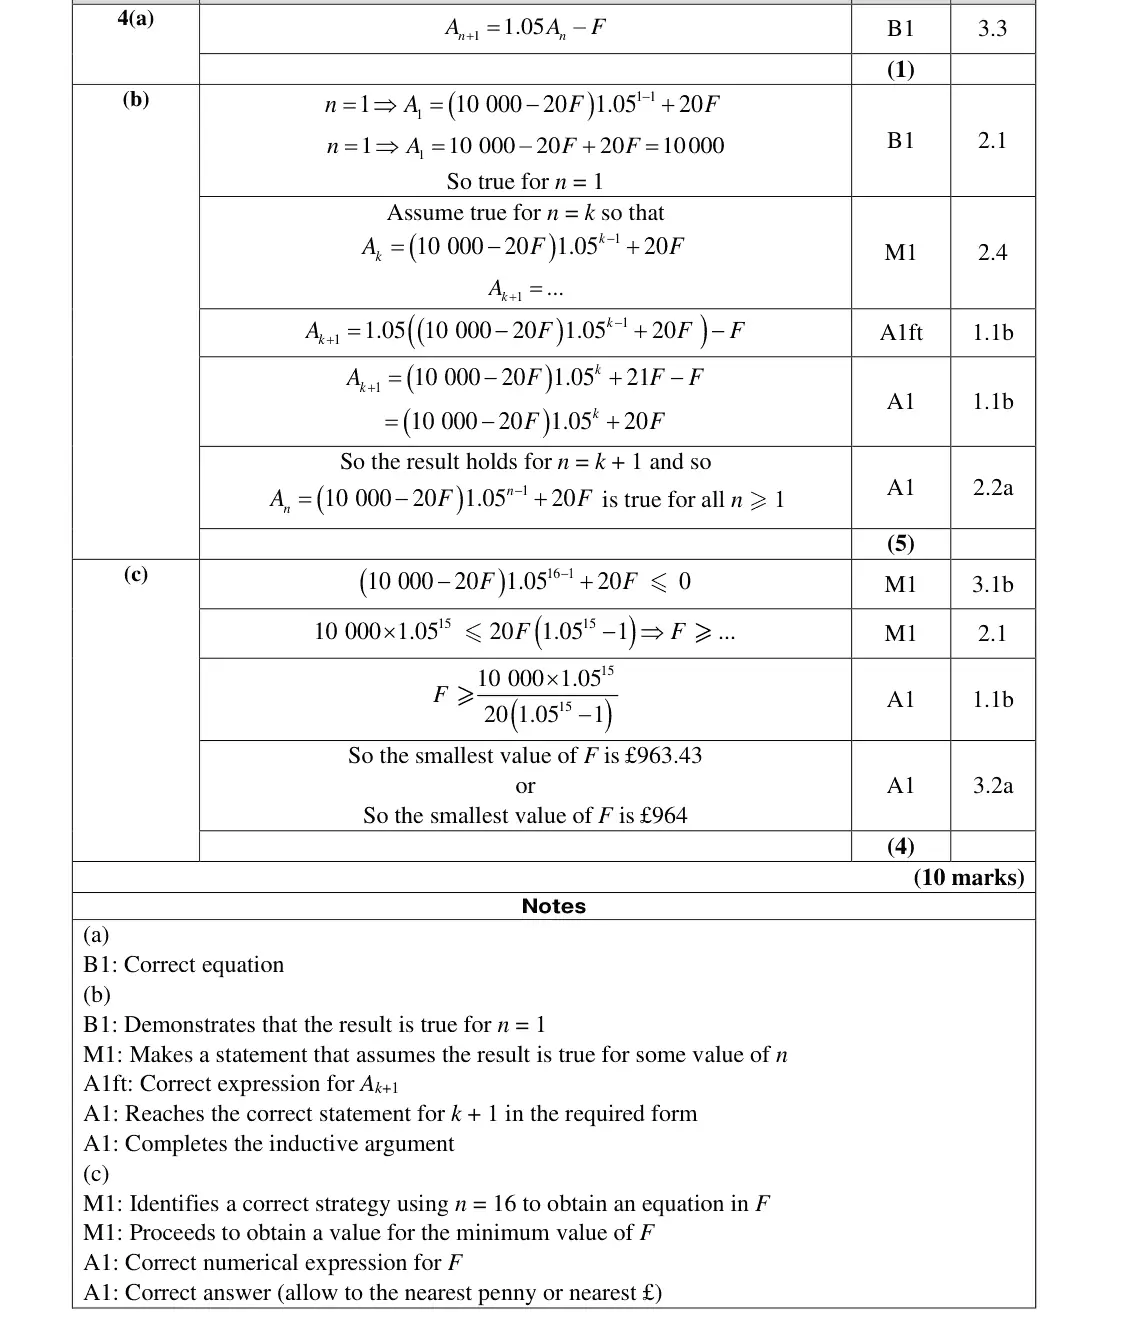 4(a) A_{n+1} = 1.05A_n − F B1 3.3
(1)
(b) n = 1 ⇒ A_1 = (10 000 − 20F)1.05^{1−1} + 20F
n = 1 ⇒ A_1 = 10 000 − 20F + 20F = 10000 B1 2.1
So true for n = 1
Assume true for n = k so that
A_k = (10 000 − 20F)1.05^{k−1} + 20F M1 2.4
A_{k+1} = ...
A_{k+1} = 1.05((10 000 − 20F)1.05^{k−1} + 20F) − F A1ft 1.1b
A_{k+1} = (10 000 − 20F)1.05^k + 21F − F A1 1.1b
= (10 000 − 20F)1.05^k + 20F
So the result holds for n = k + 1 and so
A_n = (10 000 − 20F)1.05^{n−1} + 20F is true for all n ⩾ 1 A1 2.2a
(5)
(c) (10 000 − 20F)1.05^{16−1} + 20F ⩽ 0 M1 3.1b
10 000×1.05^{15} ⩽ 20F(1.05^{15} − 1) ⇒ F ⩾ ... M1 2.1
F ⩾ \frac{10 000×1.05^{15}}{20(1.05^{15} − 1)} A1 1.1b
So the smallest value of F is £963.43
or A1 3.2a
So the smallest value of F is £964
(4)
(10 marks)
Notes
(a)
B1: Correct equation
(b)
B1: Demonstrates that the result is true for n = 1
M1: Makes a statement that assumes the result is true for some value of n
A1ft: Correct expression for A_{k+1}
A1: Reaches the correct statement for k + 1 in the required form
A1: Completes the inductive argument
(c)
M1: Identifies a correct strategy using n = 16 to obtain an equation in F
M1: Proceeds to obtain a value for the minimum value of F
A1: Correct numerical expression for F
A1: Correct answer (allow to the nearest penny or nearest £)